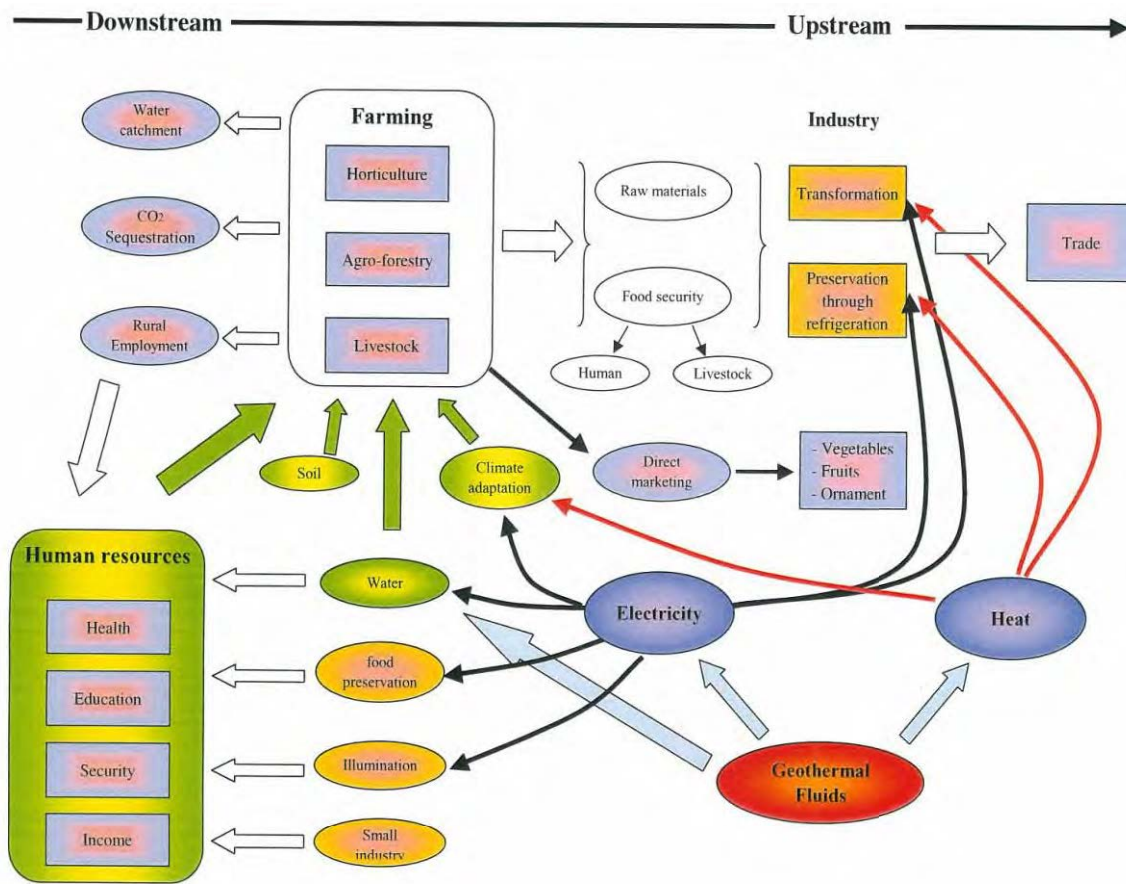 Downstream
Upstream
Water
catchment
CO2
Sequestration
Rural
Employment
Farming
Horticulture
Agro-forestry
Livestock
Raw materials
Food security
Human
Livestock
Industry
Transformation
Preservation
through
refrigeration
Trade
Soil
Climate
adaptation
Direct
marketing
- Vegetables
- Fruits
- Ornament
Human resources
Health
Education
Security
Income
Water
food
preservation
Illumination
Small
industry
Electricity
Heat
Geothermal
Fluids